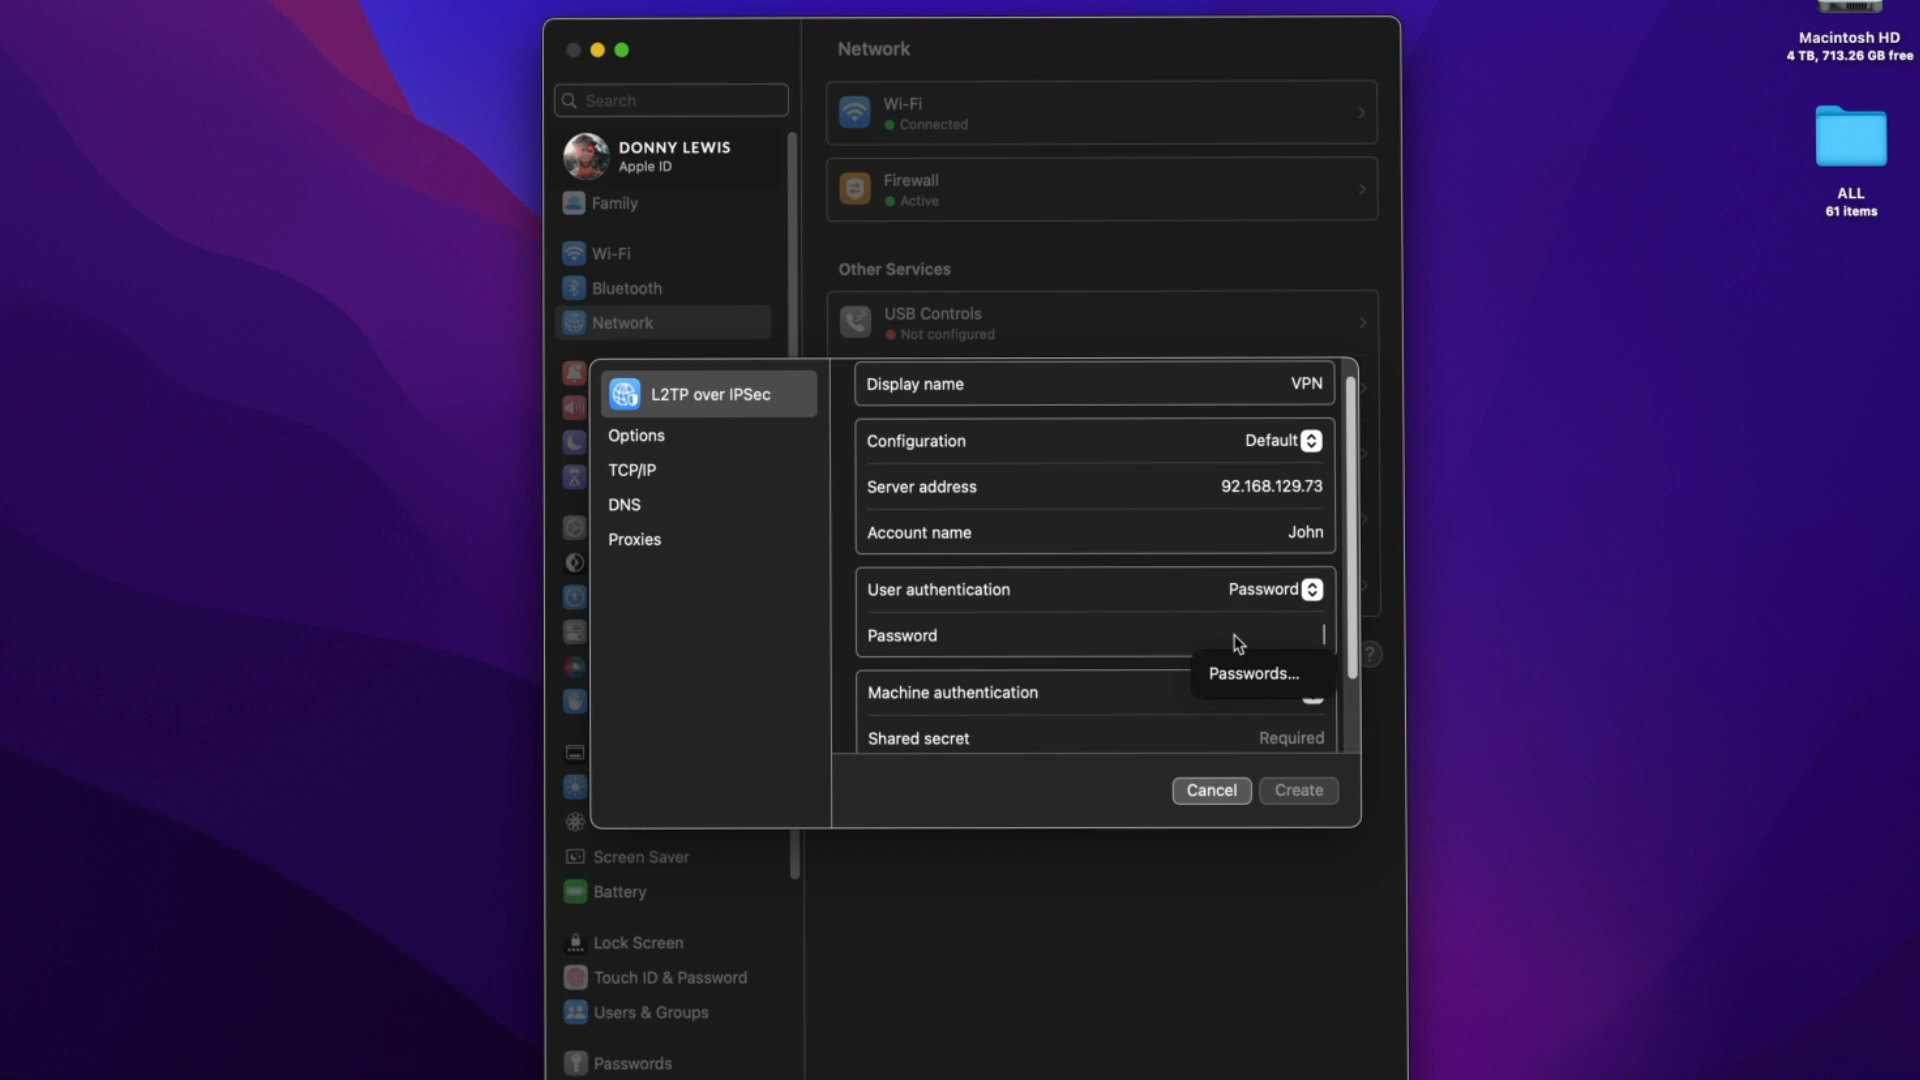 Macintosh HD
4 TB, 713.26 GB free
ALL
61 items
Search
DONNY LEWIS
Apple ID
Family
Wi-Fi
Bluetooth
Network
Screen Saver
Battery
Lock Screen
Touch ID & Password
Users & Groups
Passwords
Network
Wi-Fi
Connected
Firewall
Active
Other Services
USB Controls
Not configured
L2TP over IPSec
Options
TCP/IP
DNS
Proxies
Display name VPN
Configuration Default
Server address 92.168.129.73
Account name John
User authentication Password
Password
Passwords...
Machine authentication
Shared secret Required
?
Cancel Create